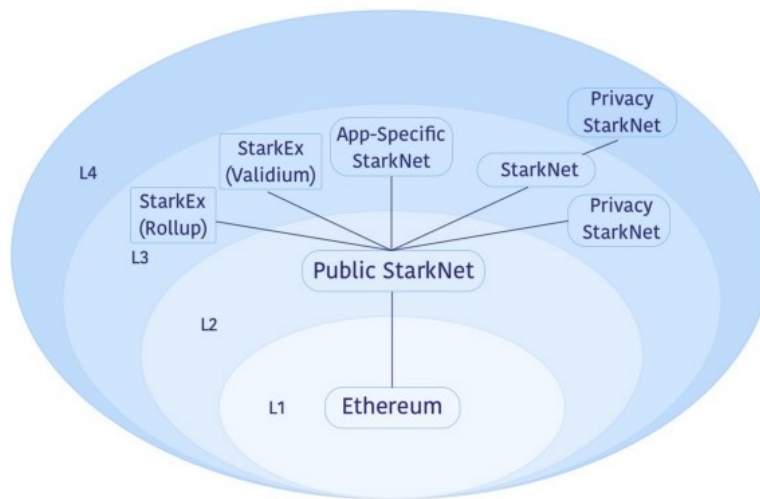 Privacy
StarkNet
App-Specific
StarkNet
StarkEx
(Validium)
StarkNet
L4
StarkEx
(Rollup)
Privacy
StarkNet
L3
Public StarkNet
L2
L1
Ethereum